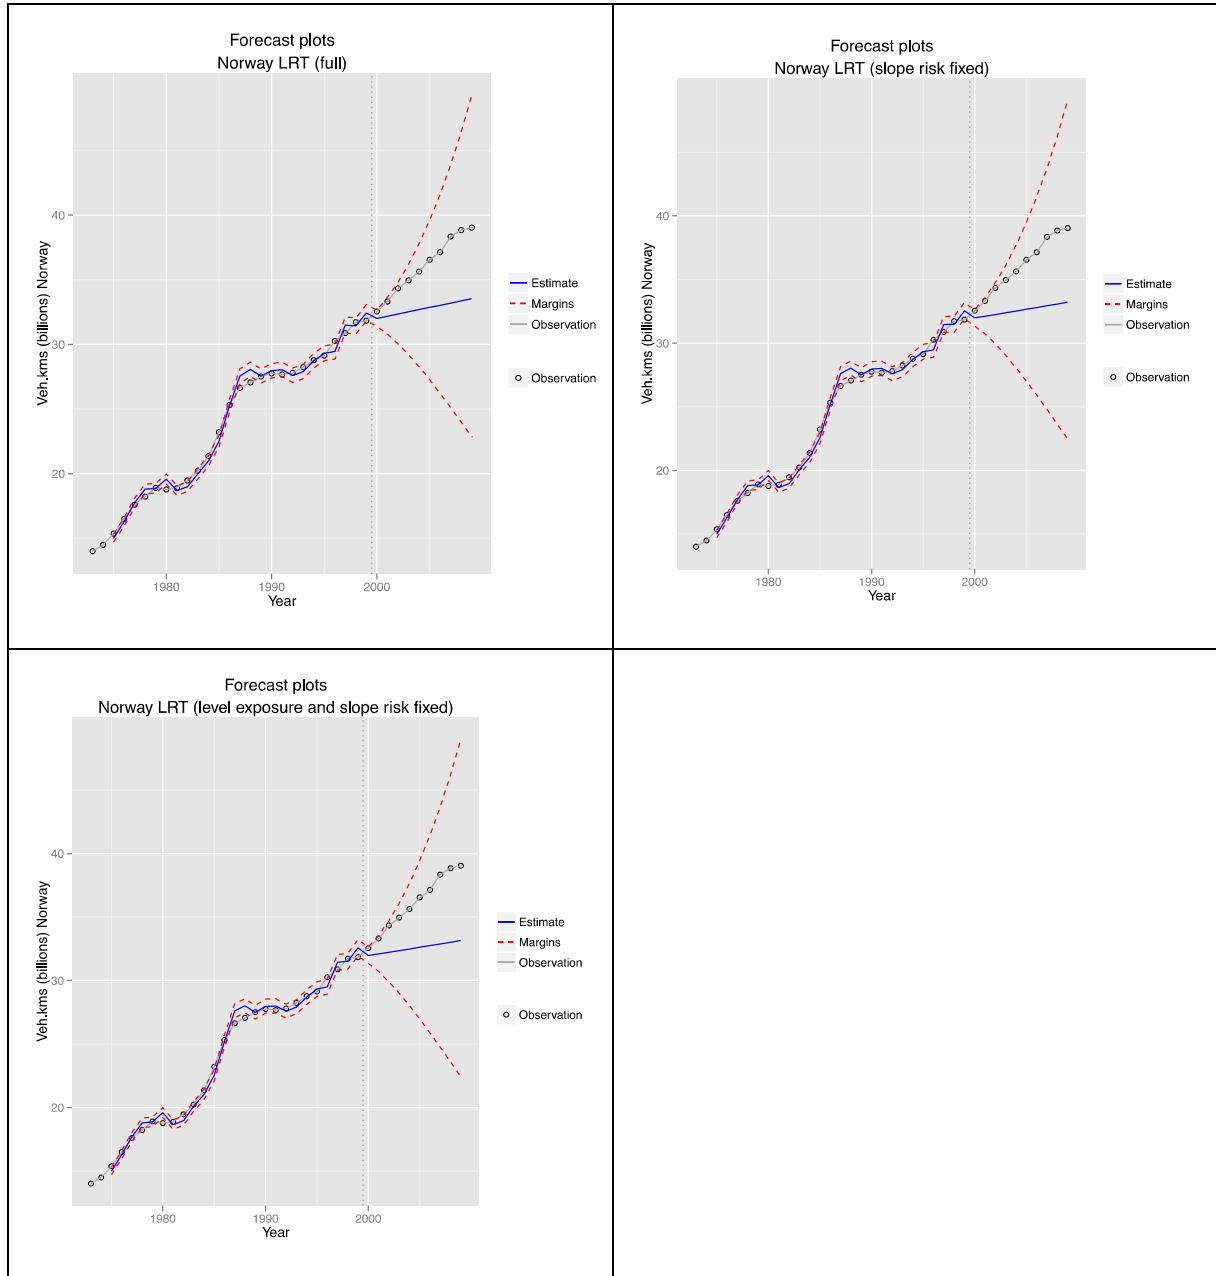 Forecast plots
Norway LRT (full)
Veh.kms (billions) Norway
40
30
20
1980
1990
2000
Year
Estimate
Margins
Observation
Observation
Forecast plots
Norway LRT (slope risk fixed)
Veh.kms (billions) Norway
40
30
20
1980
1990
2000
Year
Estimate
Margins
Observation
Observation
Forecast plots
Norway LRT (level exposure and slope risk fixed)
Veh.kms (billions) Norway
40
30
20
1980
1990
2000
Year
Estimate
Margins
Observation
Observation